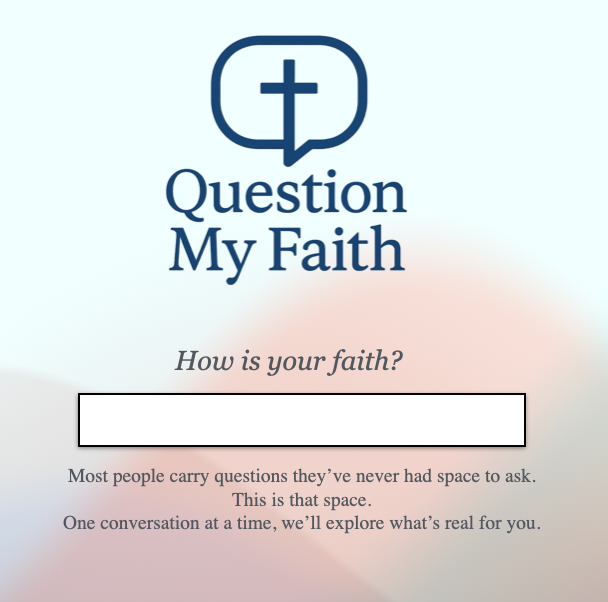 Question
My Faith
How is your faith?
Most people carry questions they’ve never had space to ask.
This is that space.
One conversation at a time, we’ll explore what’s real for you.